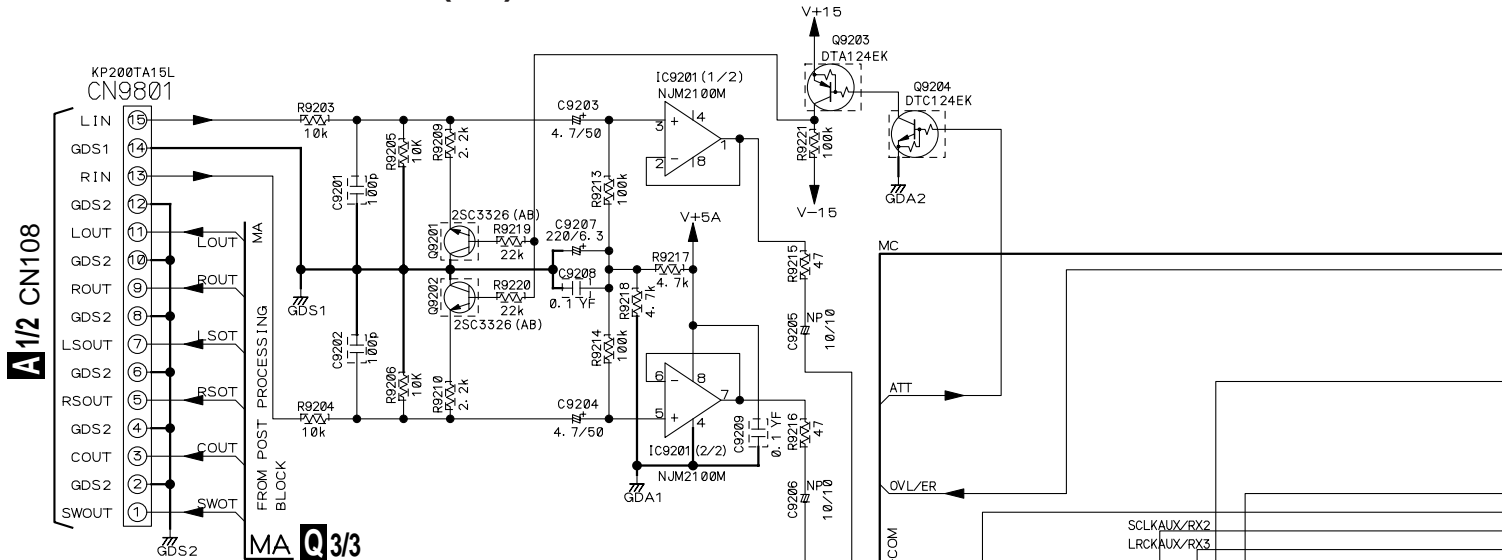 V+15
Q9203
DTA124EK
Q9204
DTC124EK
KP200TA15L
CN9801
A 1/2 CN108
LIN
15
GDS1
14
RIN
13
GDS2
12
LOUT
11
GDS2
10
ROUT
9
GDS2
8
LSOUT
7
GDS2
6
RSOUT
5
GDS2
4
COUT
3
GDS2
2
SWOUT
1
LOUT
ROUT
LSOT
RSOT
COUT
SWOT
GDS2
MA
FROM POST PROCESSING
BLOCK
MA Q 3/3
R9203
10k
C9201
100p
R9205
10K
R9209
2.2k
C9203
4.7/50
IC9201(1/2)
NJM2100M
3
+
2
-
4
8
1
R9213
100k
2SC3326(AB)
Q9201
R9219
22k
C9207
220/6.3
C9208
0.1 YF
Q9202
R9220
22k
2SC3326(AB)
GDS1
C9202
100p
R9206
10K
R9210
2.2k
R9204
10k
C9204
4.7/50
R9214
100k
R9218
4.7k
R9217
4.7k
V+5A
6
-
5
+
8
4
7
IC9201(2/2)
NJM2100M
GDA1
C9209
0.1 YF
R9221
100k
V-15
GDA2
R9215
47
C9205
NP
10/10
R9216
47
C9206
NP
10/10
MC
ATT
OVL/ER
COM
SCLKAUX/RX2
LRCKAUX/RX3